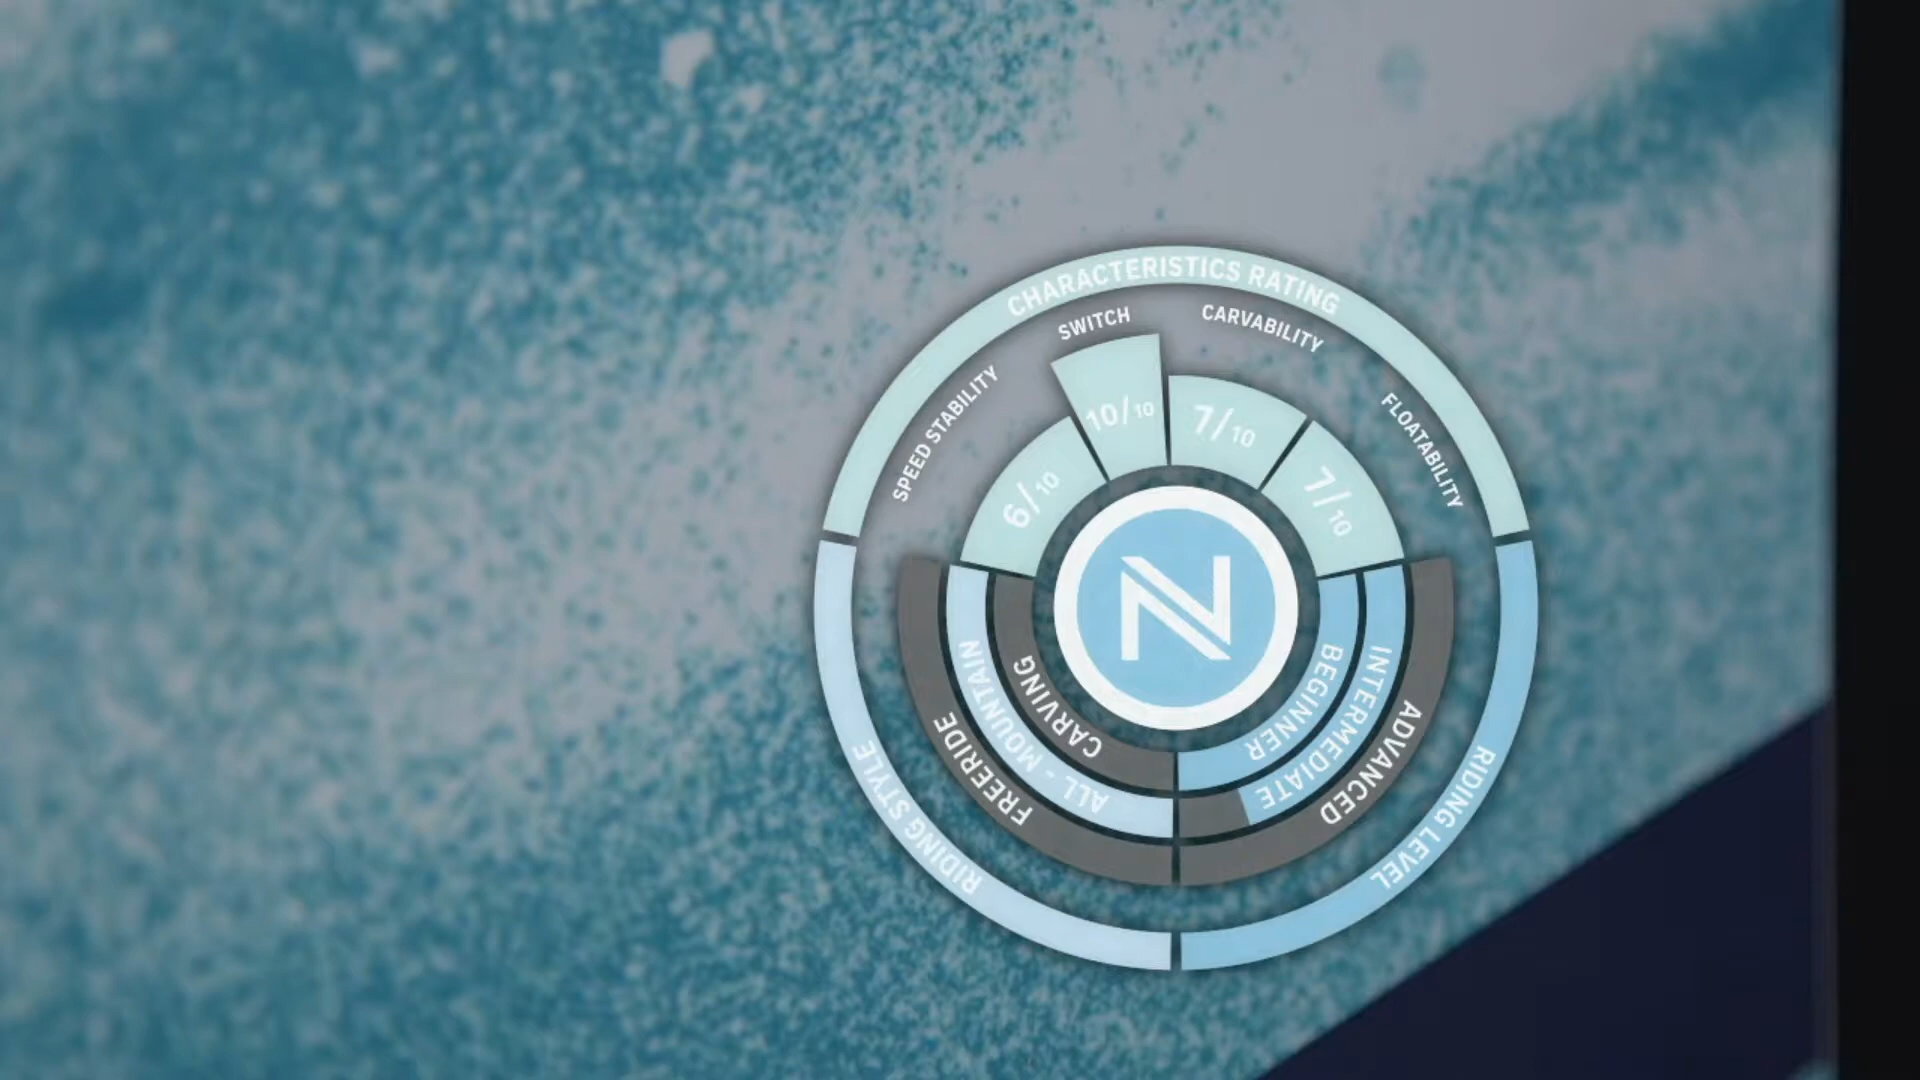 CHARACTERISTICS RATING
SPEED STABILITY
SWITCH
CARVABILITY
FLOATABILITY
6/10
10/10
7/10
7/10
N
CARVING
ALL - MOUNTAIN
FREERIDE
RIDING STYLE
BEGINNER
INTERMEDIATE
ADVANCED
RIDING LEVEL